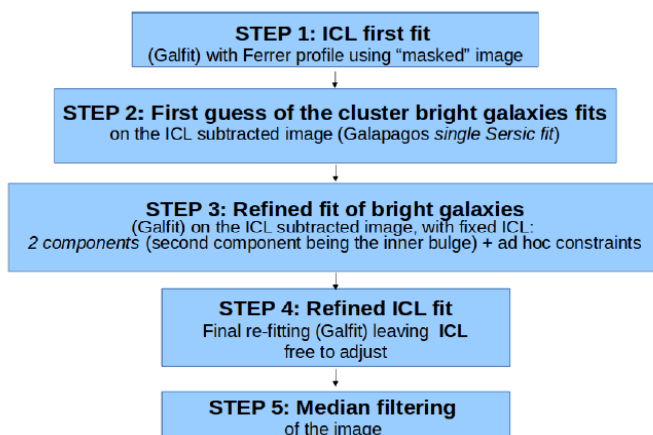 STEP 1: ICL first fit
(Galfit) with Ferrer profile using “masked” image
STEP 2: First guess of the cluster bright galaxies fits
on the ICL subtracted image (Galapagos single Sersic fit)
STEP 3: Refined fit of bright galaxies
(Galfit) on the ICL subtracted image, with fixed ICL:
2 components (second component being the inner bulge) + ad hoc constraints
STEP 4: Refined ICL fit
Final re-fitting (Galfit) leaving ICL
free to adjust
STEP 5: Median filtering
of the image